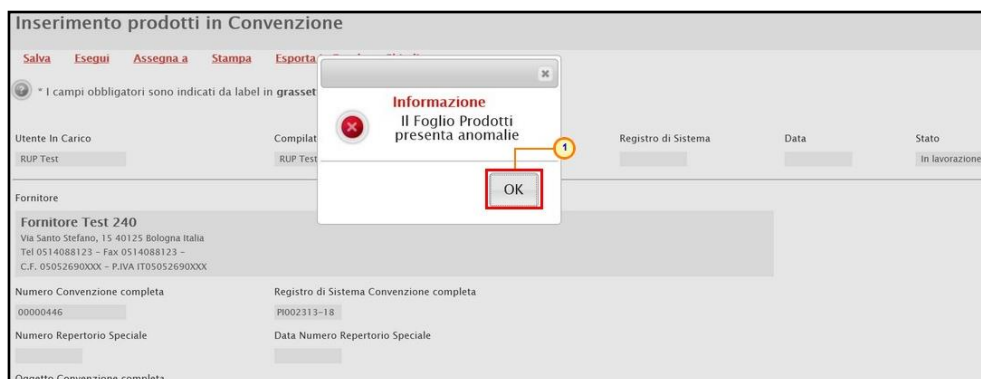 Inserimento prodotti in Convenzione
Salva Esegui Assegna a Stampa Esporta
* I campi obbligatori sono indicati da label in grasset
Informazione
Il Foglio Prodotti
presenta anomalie
1
OK
Utente In Carico Compilat Registro di Sistema Data Stato
RUP Test RUP Test In lavorazione
Fornitore
Fornitore Test 240
Via Santo Stefano, 15 40125 Bologna Italia
Tel 0514088123 - Fax 0514088123 -
C.F. 05052690XXX - P.IVA IT05052690XXX
Numero Convenzione completa Registro di Sistema Convenzione completa
00000446 PI002313-18
Numero Repertorio Speciale Data Numero Repertorio Speciale
Oggetto Convenzione completa